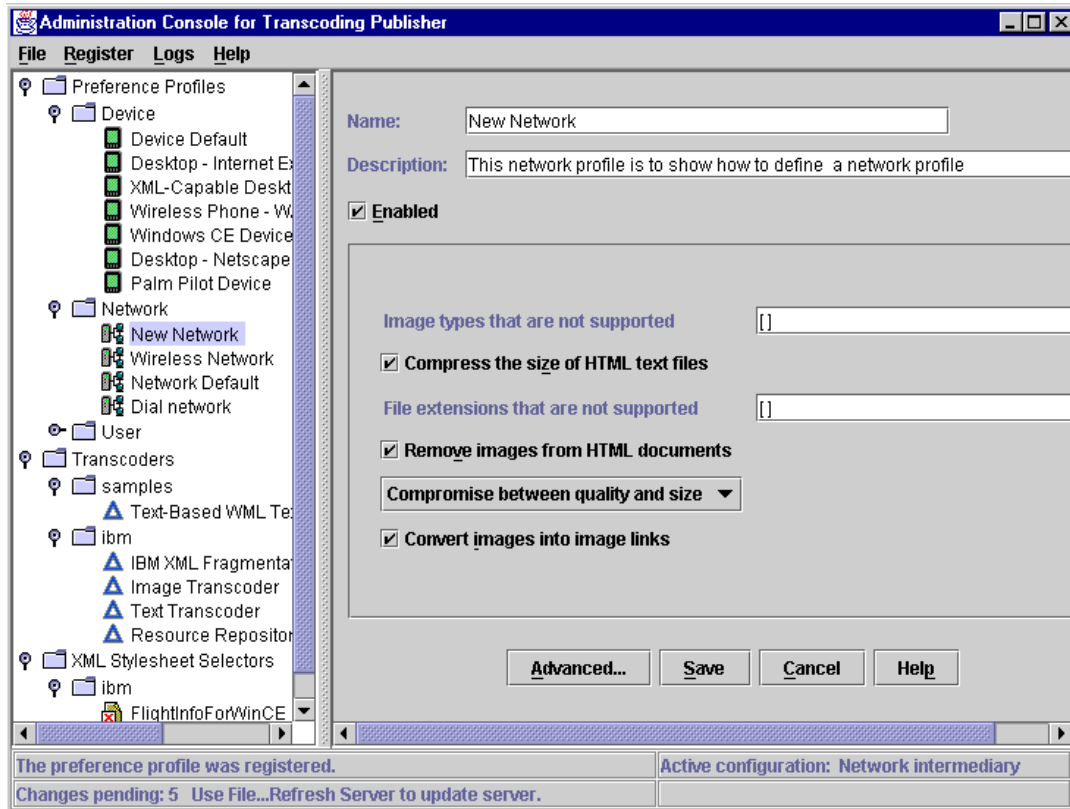 Administration Console for Transcoding Publisher
File Register Logs Help
Preference Profiles
Device
Device Default
Desktop - Internet Ex
XML-Capable Deskt
Wireless Phone - W
Windows CE Device
Desktop - Netscape
Palm Pilot Device
Network
New Network
Wireless Network
Network Default
Dial network
User
Transcoders
samples
Text-Based WML Te
ibm
IBM XML Fragmenta
Image Transcoder
Text Transcoder
Resource Repositor
XML Stylesheet Selectors
ibm
FlightInfoForWinCE
Name: New Network
Description: This network profile is to show how to define a network profile
Enabled
Image types that are not supported []
Compress the size of HTML text files
File extensions that are not supported []
Remove images from HTML documents
Compromise between quality and size
Convert images into image links
Advanced... Save Cancel Help
The preference profile was registered. Active configuration: Network intermediary
Changes pending: 5 Use File...Refresh Server to update server.